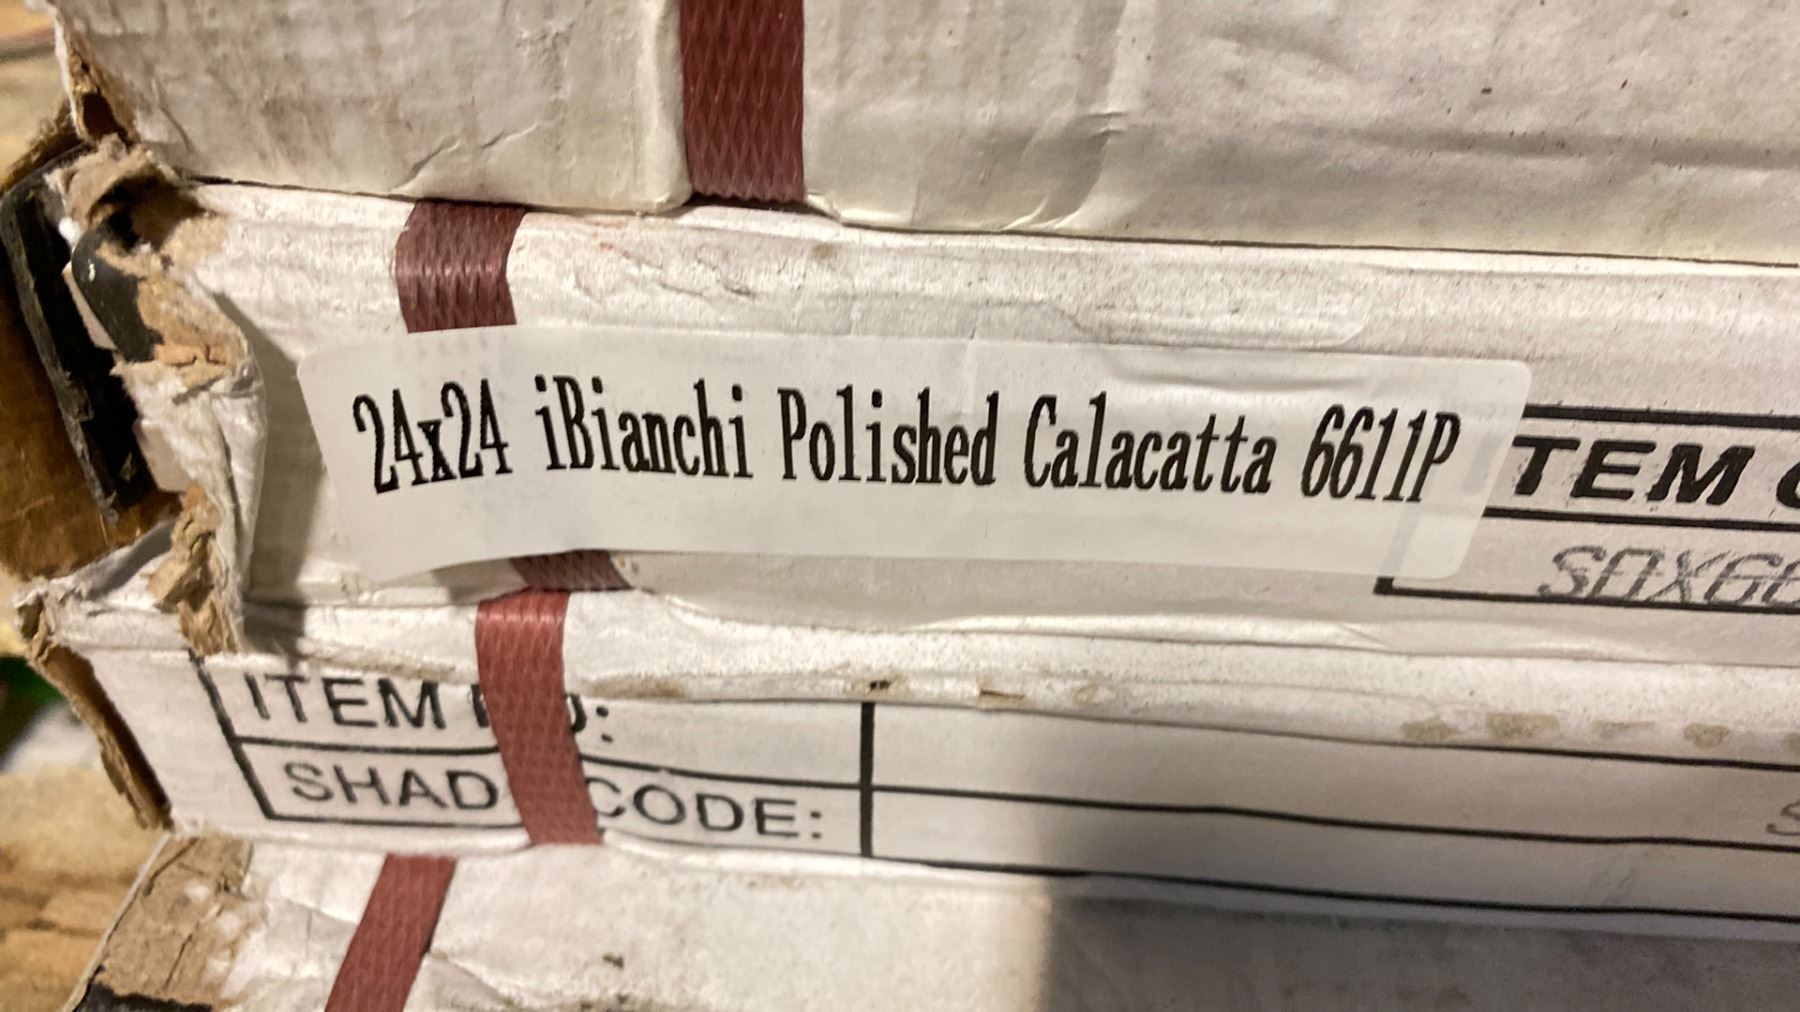 24x24 iBianchi Polished Calacatta 6611P
TEM
ITEM
SHAD CODE: